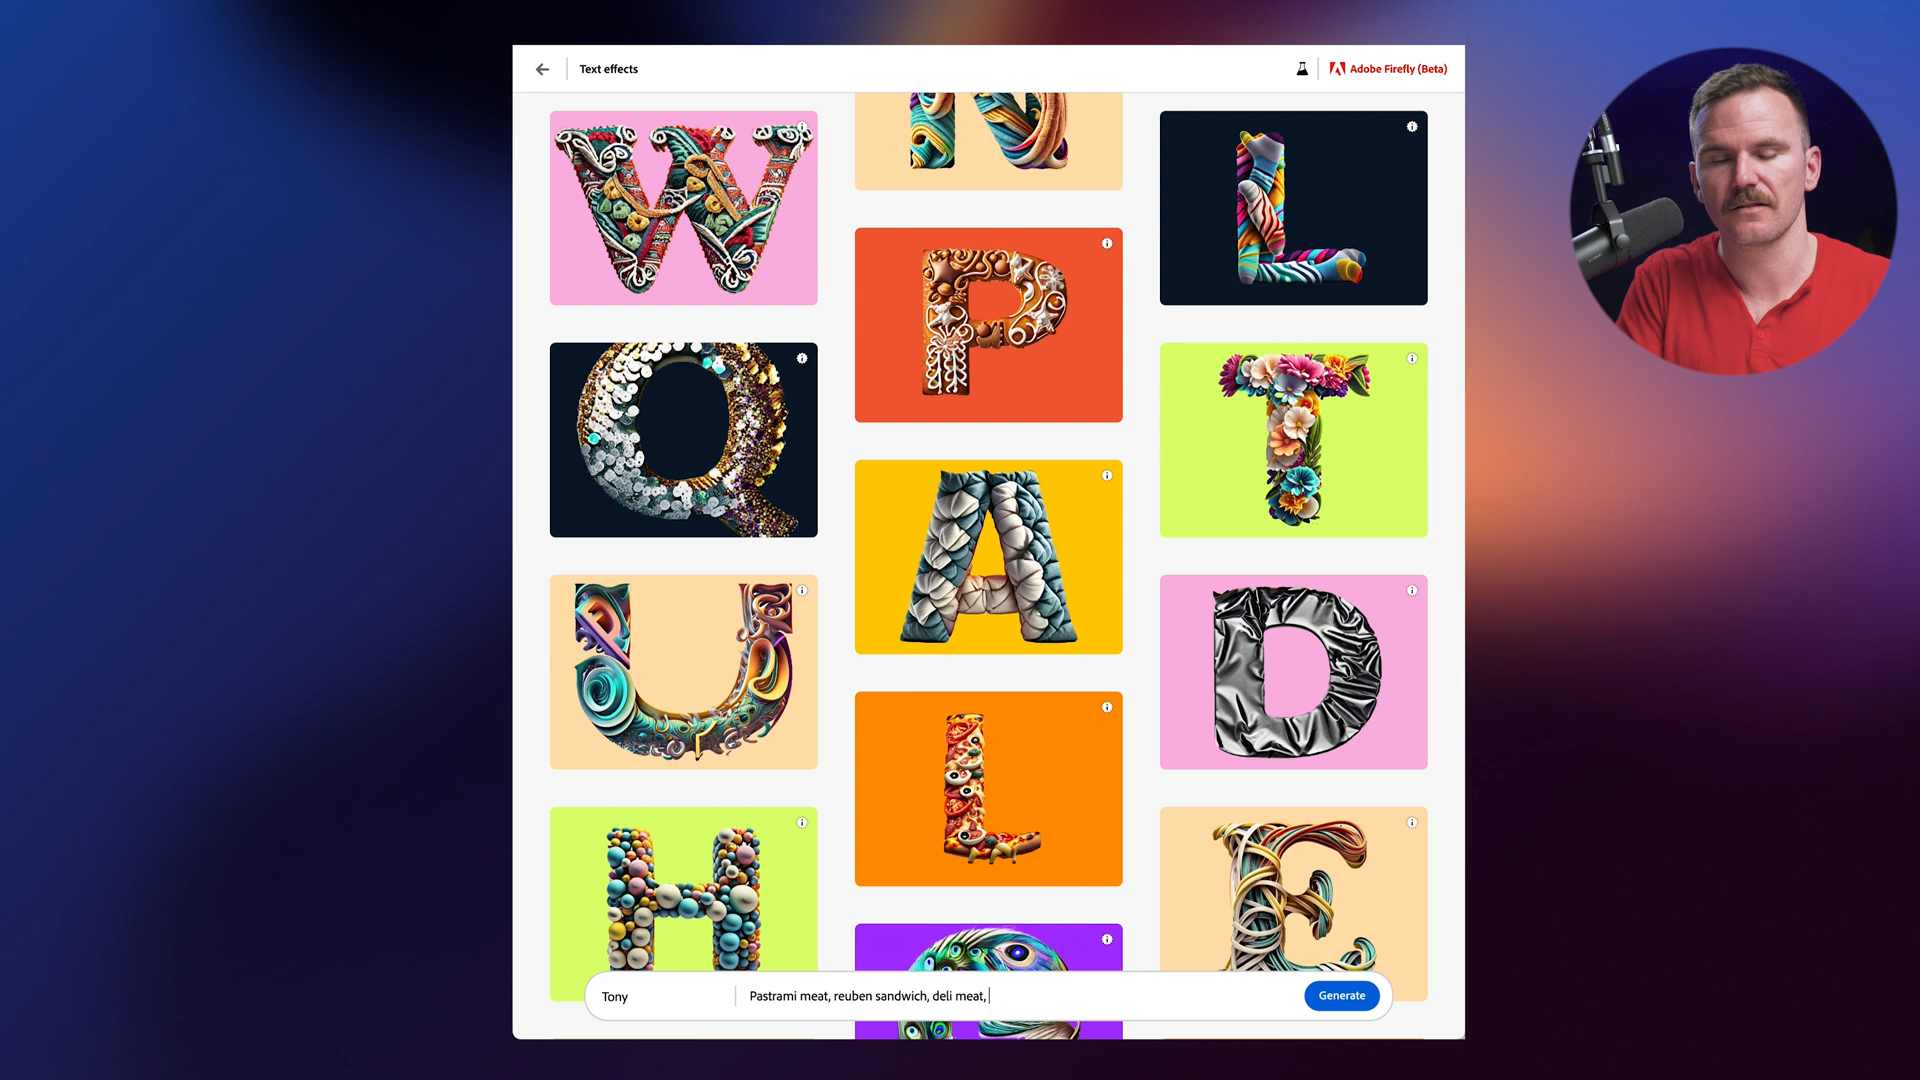 Text effects
Adobe Firefly (Beta)
W
N
L
P
Q
T
A
U
D
L
H
E
Tony
Pastrami meat, reuben sandwich, deli meat,
Generate